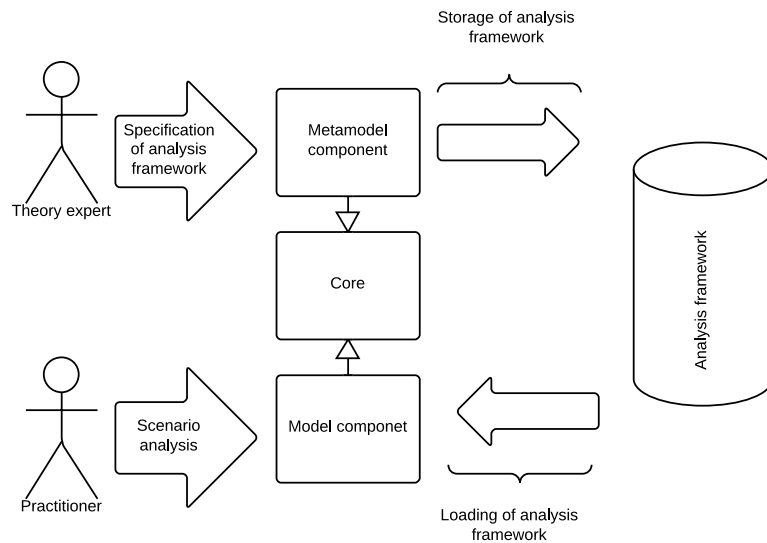 Storage of analysis
framework
Specification
of analysis
framework
Metamodel
component
Theory expert
Core
Analysis framework
Scenario
analysis
Model componet
Practitioner
Loading of analysis
framework